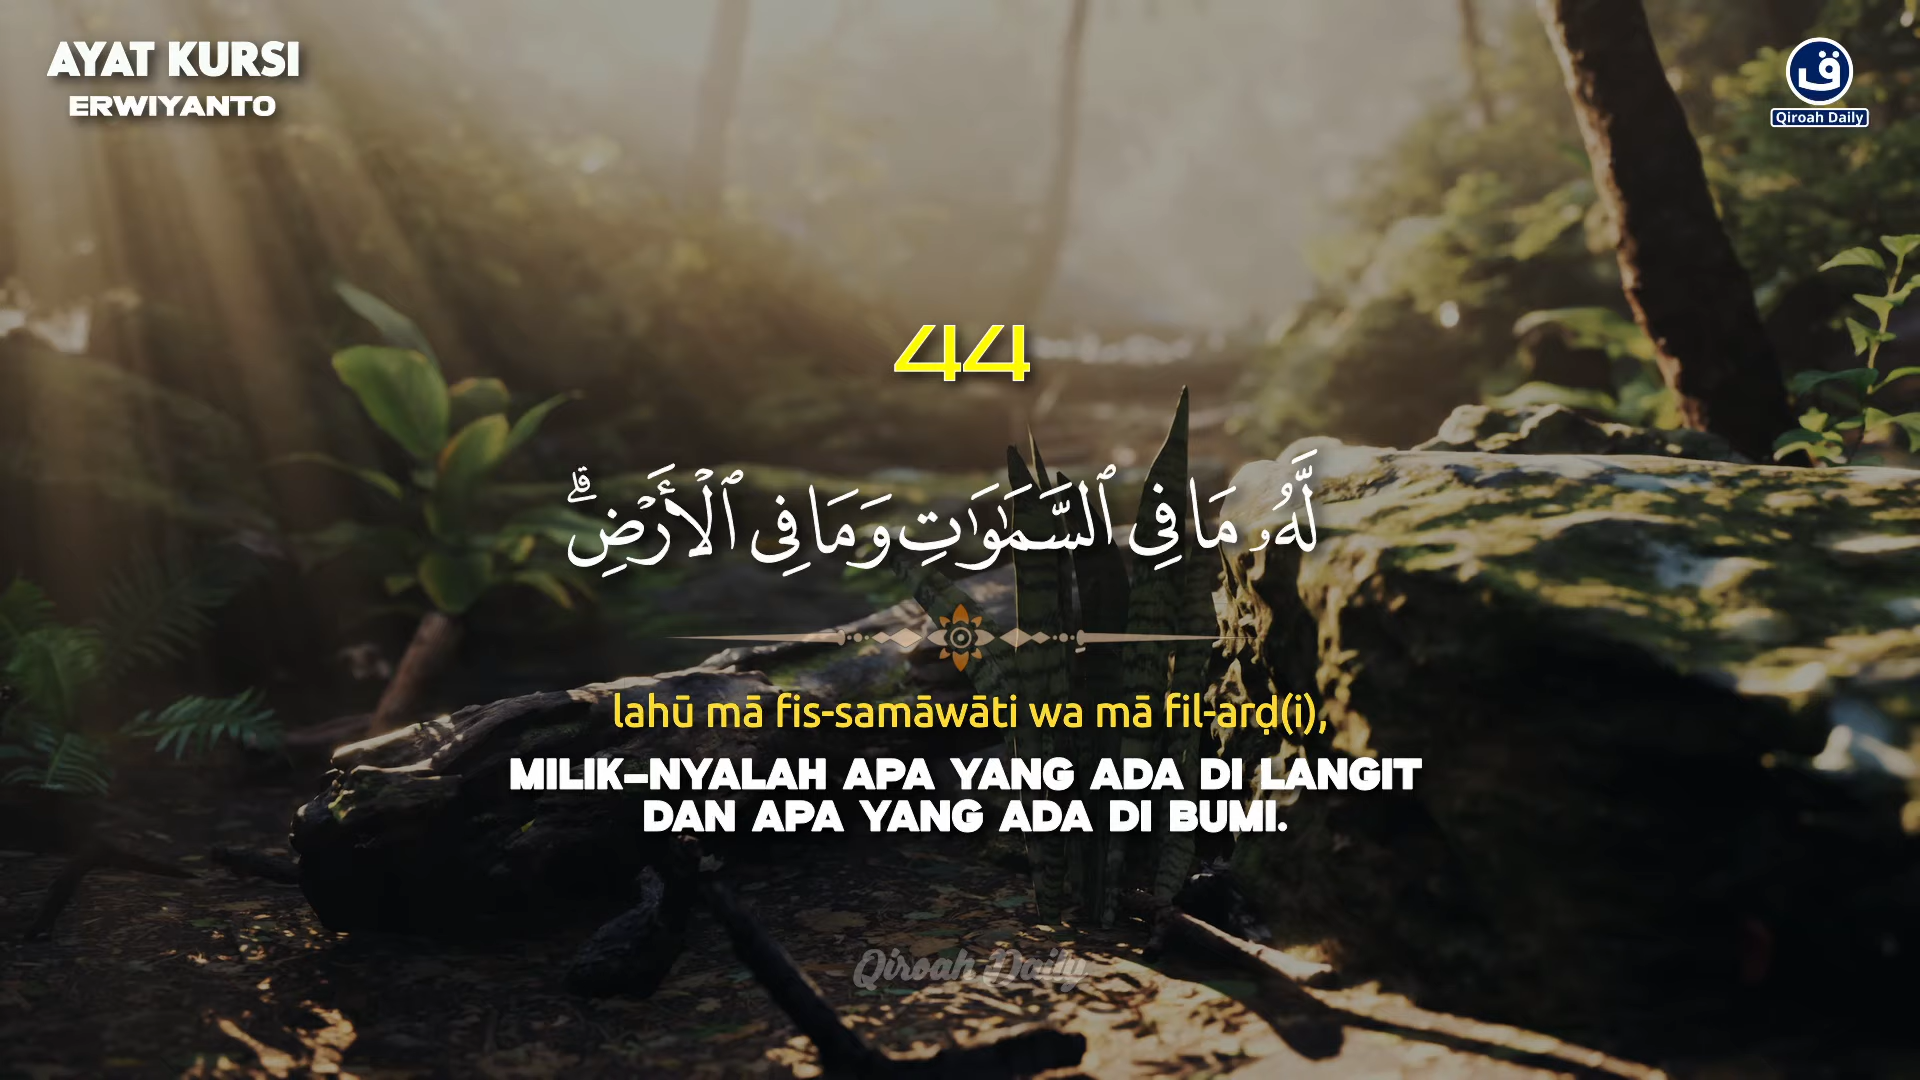 AYAT KURSI
ERWIYANTO
ق
Qiroah Daily
44
لَّهُۥ مَا فِى ٱلسَّمَـٰوَٰتِ وَمَا فِى ٱلْأَرْضِ ۗ
lahū mā fis-samāwāti wa mā fil-arḍ(i),
MILIK-NYALAH APA YANG ADA DI LANGIT
DAN APA YANG ADA DI BUMI.
Qiroah Daily